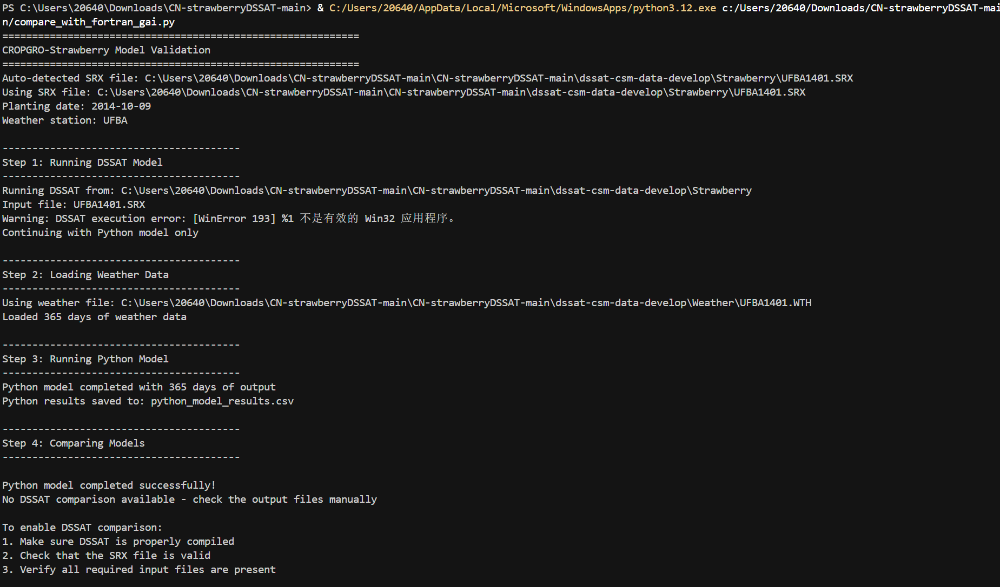 PS C:\Users\20640\Downloads\CN-strawberryDSSAT-main> & C:/Users/20640/AppData/Local/Microsoft/WindowsApps/python3.12.exe c:/Users/20640/Downloads/CN-strawberryDSSAT-mai
n/compare_with_fortran_gai.py
============================================================
CROPGRO-Strawberry Model Validation
============================================================
Auto-detected SRX file: C:\Users\20640\Downloads\CN-strawberryDSSAT-main\CN-strawberryDSSAT-main\dssat-csm-data-develop\Strawberry\UFBA1401.SRX
Using SRX file: C:\Users\20640\Downloads\CN-strawberryDSSAT-main\CN-strawberryDSSAT-main\dssat-csm-data-develop\Strawberry\UFBA1401.SRX
Planting date: 2014-10-09
Weather station: UFBA
----------------------------------------
Step 1: Running DSSAT Model
----------------------------------------
Running DSSAT from: C:\Users\20640\Downloads\CN-strawberryDSSAT-main\CN-strawberryDSSAT-main\dssat-csm-data-develop\Strawberry
Input file: UFBA1401.SRX
Warning: DSSAT execution error: [WinError 193] %1 不是有效的 Win32 应用程序。
Continuing with Python model only
----------------------------------------
Step 2: Loading Weather Data
----------------------------------------
Using weather file: C:\Users\20640\Downloads\CN-strawberryDSSAT-main\CN-strawberryDSSAT-main\dssat-csm-data-develop\Weather\UFBA1401.WTH
Loaded 365 days of weather data
----------------------------------------
Step 3: Running Python Model
----------------------------------------
Python model completed with 365 days of output
Python results saved to: python_model_results.csv
----------------------------------------
Step 4: Comparing Models
----------------------------------------
Python model completed successfully!
No DSSAT comparison available - check the output files manually
To enable DSSAT comparison:
1. Make sure DSSAT is properly compiled
2. Check that the SRX file is valid
3. Verify all required input files are present